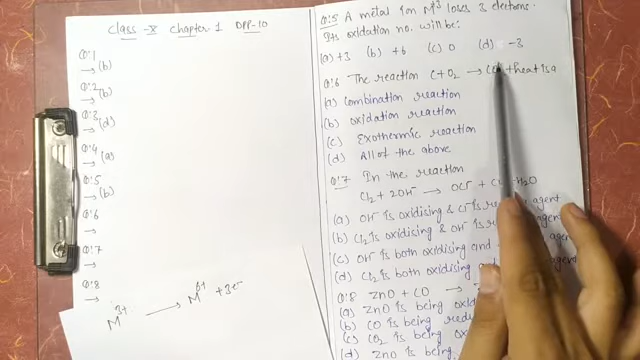 Class -X Chapter 1 DPP-10
Q:1
→ (b)
Q:2
→ (b)
Q:3
→ (d)
Q:4
→ (a)
Q:5
→ (b)
Q:6
→
Q:7
→
Q:8
→
M³⁺ → M⁶⁺ + 3e⁻
Q:5 A metal ion M⁺³ loses 3 electrons.
Its oxidation no. will be:
(a) +3 (b) +6 (c) 0 (d) -3
Q:6 The reaction C + O₂ → + heat is a
(a) Combination reaction
(b) oxidation reaction
(c) Exothermic reaction
(d) All of the above
Q:7 In the reaction
Cl₂ + 2OH⁻ → OCl⁻ + H₂O
(a) OH⁻ is oxidising & Cl⁻ is agent
(b) Cl₂ is oxidising & OH⁻ is
(c) OH⁻ is both oxidising and
(d) Cl₂ is both oxidising and agent
Q:8 ZnO + CO →
(a) ZnO is being
(b) CO is being
(c) CO₂ is being
(d) ZnO is being